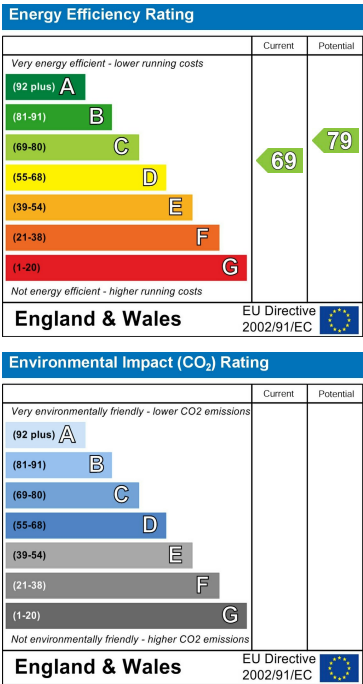 Energy Efficiency Rating
Current Potential
Very energy efficient - lower running costs
(92 plus) A
(81-91) B
(69-80) C
(55-68) D
(39-54) E
(21-38) F
(1-20) G
69
79
Not energy efficient - higher running costs
England & Wales
EU Directive
2002/91/EC
Environmental Impact (CO₂) Rating
Current Potential
Very environmentally friendly - lower CO2 emissions
(92 plus) A
(81-91) B
(69-80) C
(55-68) D
(39-54) E
(21-38) F
(1-20) G
Not environmentally friendly - higher CO2 emissions
England & Wales
EU Directive
2002/91/EC